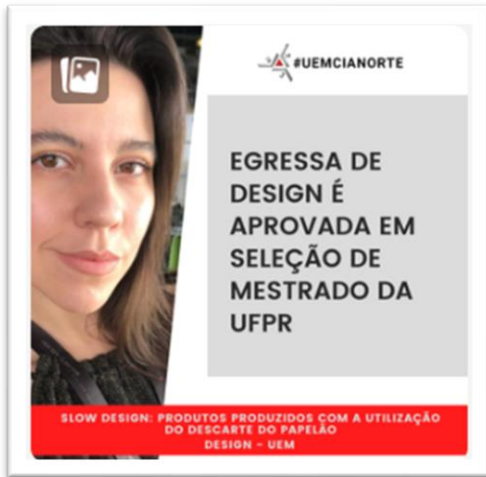 #UEMCIANORTE
EGRESSA DE
DESIGN É
APROVADA EM
SELEÇÃO DE
MESTRADO DA
UFPR
SLOW DESIGN: PRODUTOS PRODUZIDOS COM A UTILIZAÇÃO
DO DESCARTE DO PAPELÃO
DESIGN - UEM